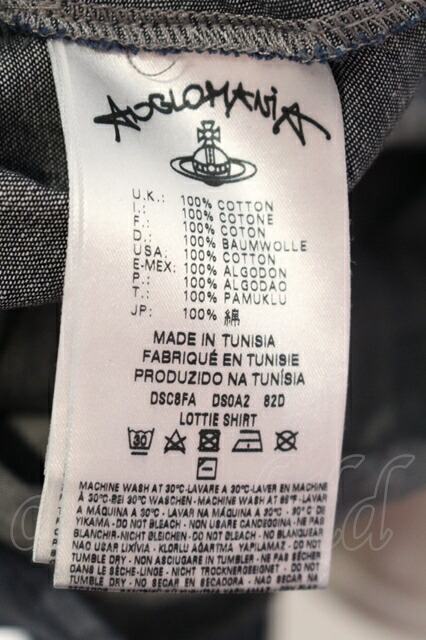 ANGLOMANIA
U.K.: 100% COTTON
I.: 100% COTONE
F.: 100% COTON
D.: 100% BAUMWOLLE
USA: 100% COTTON
E-MEX: 100% ALGODON
P.: 100% ALGODAO
T.: 100% PAMUKLU
JP: 100% 綿
MADE IN TUNISIA
FABRIQUÉ EN TUNISIE
PRODUZIDO NA TUNÍSIA
DSC8FA DS0A2 82D
LOTTIE SHIRT
30
MACHINE WASH AT 30°C-LAVARE A 30°C-LAVER EN MACHINE
À 30°C-BEI 30°C WASCHEN-MACHINE WASH AT 86°F-LAVAR
A MÁQUINA A 30°C - LAVAR NA MÁQUINA A 30°C - 30° C DE
YIKAMA - DO NOT BLEACH - NON USARE CANDEGGINA - NE PAS
BLANCHIR-NICHT BLEICHEN - DO NOT BLEACH - NO BLANQUEAR
NÃO USAR LIXÍVIA - KLORLU AĞARTMA YAPILAMAZ - DO NOT
TUMBLE DRY - NON ASCIUGARE IN TUMBLER - NE PAS SÉCHER
DANS LE SÈCHE-LINGE - NICHT TROCKNERGEEIGNET - DO NOT
TUMBLE DRY - NO SECAR EN SECADORA - NÃO SECAR NA